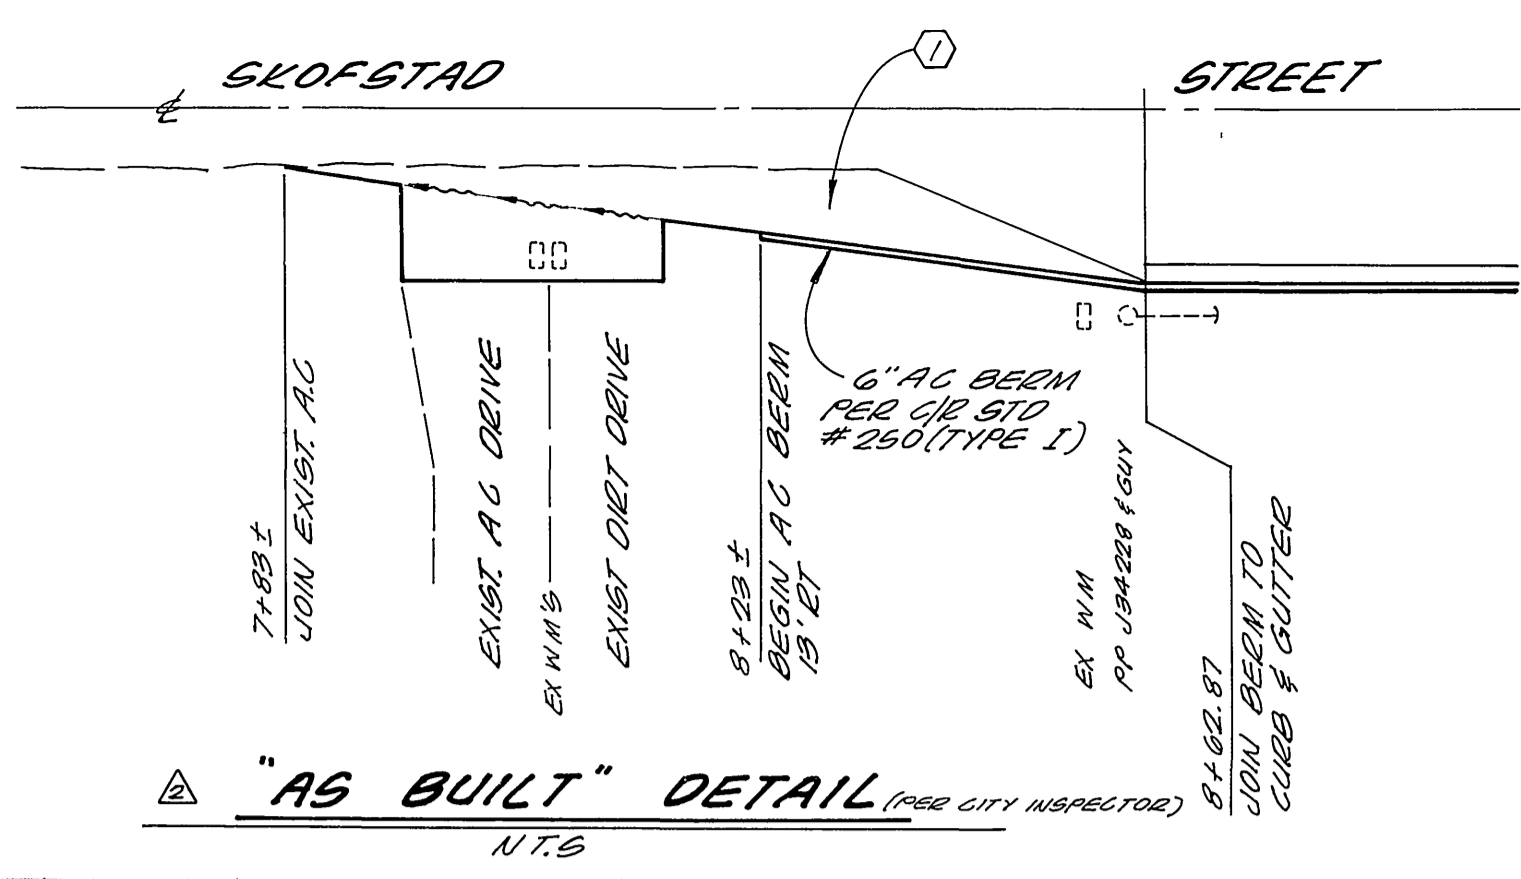 1
SKOFSTAD STREET
℄
7+83 ±
JOIN EXIST. A.C
EXIST. AC DRIVE
EX WM'S
EXIST DIRT DRIVE
8+23 ±
BEGIN AC BERM
13' RT
6" AC BERM
PER C/R STD
#250 (TYPE I)
EX WM
PP J34228 & GUY
8+62.87
JOIN BERM TO
CURB & GUTTER
2
"AS BUILT" DETAIL (PER CITY INSPECTOR)
N.T.S